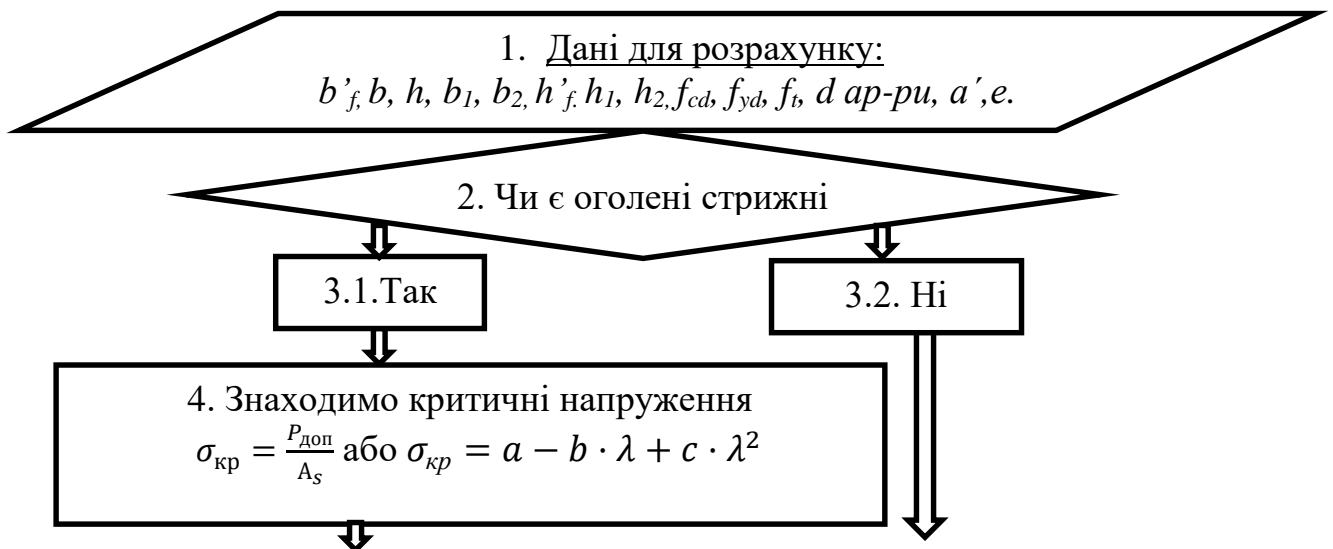 1. Дані для розрахунку:
b’f, b, h, b1, b2, h’f. h1, h2, fcd, fyd, ft, d ар-ри, a´,e.
2. Чи є оголені стрижні
3.1.Так
3.2. Ні
4. Знаходимо критичні напруження
σкр = Pдоп/As або σкр = a − b · λ + c · λ²